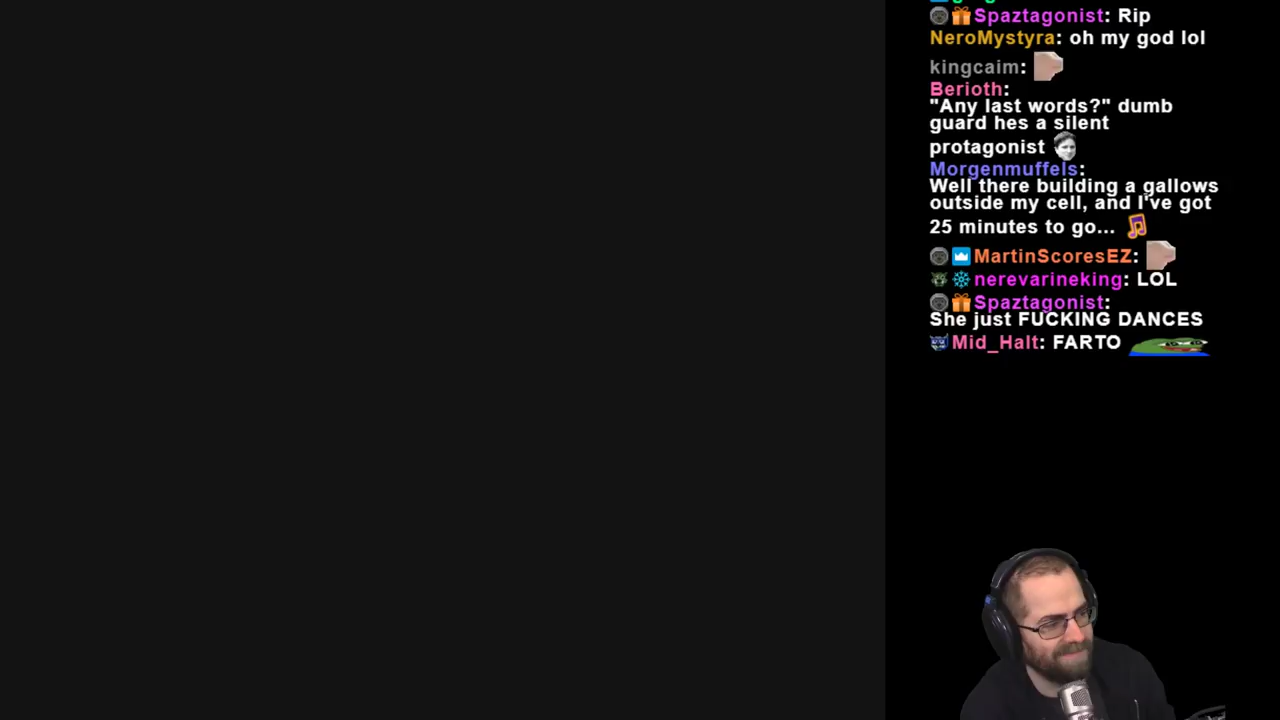 Spaztagonist: Rip
NeroMystyra: oh my god lol
kingcaim:
Berioth:
"Any last words?" dumb
guard hes a silent
protagonist
Morgenmuffels:
Well there building a gallows
outside my cell, and I've got
25 minutes to go...
MartinScoresEZ:
nerevarineking: LOL
Spaztagonist:
She just FUCKING DANCES
Mid_Halt: FARTO